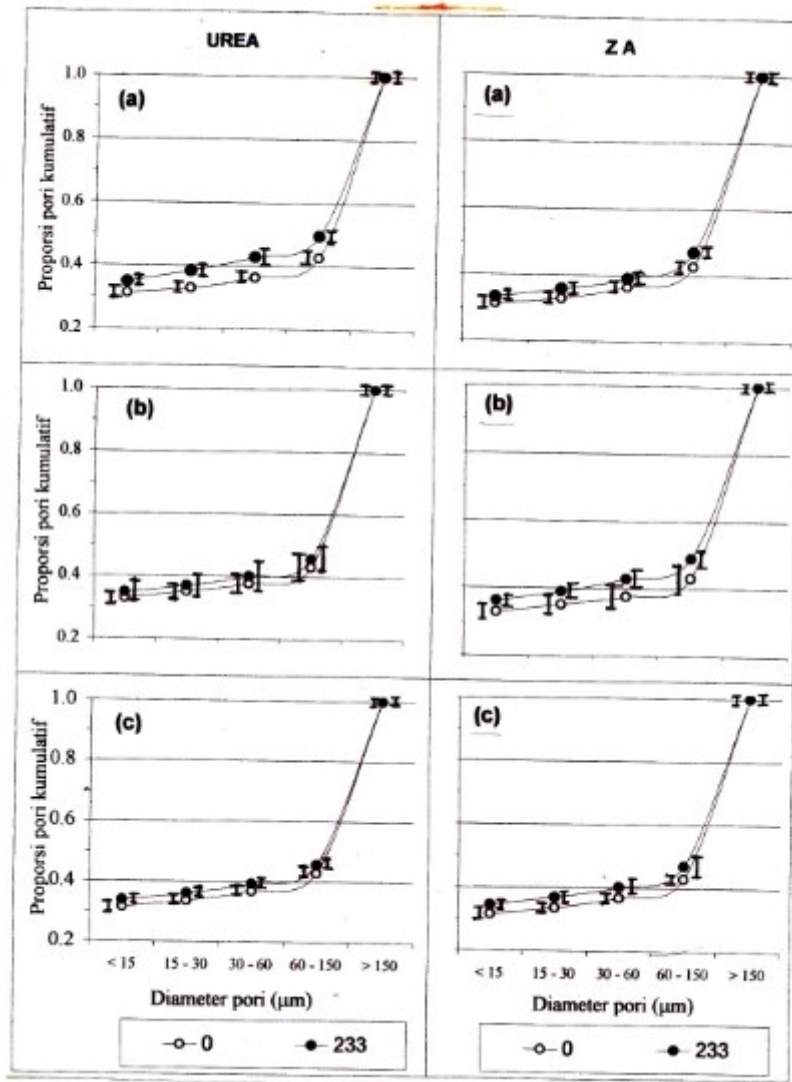 UREA
Z A
(a)
1.0
0.8
0.6
0.4
0.2
Proporsi pori kumulatif
(a)
(b)
1.0
0.8
0.6
0.4
0.2
Proporsi pori kumulatif
(b)
(c)
1.0
0.8
0.6
0.4
0.2
Proporsi pori kumulatif
(c)
< 15 15 - 30 30 - 60 60 - 150 > 150
Diameter pori (μm)
< 15 15 - 30 30 - 60 60 - 150 > 150
Diameter pori (μm)
0 233
0 233